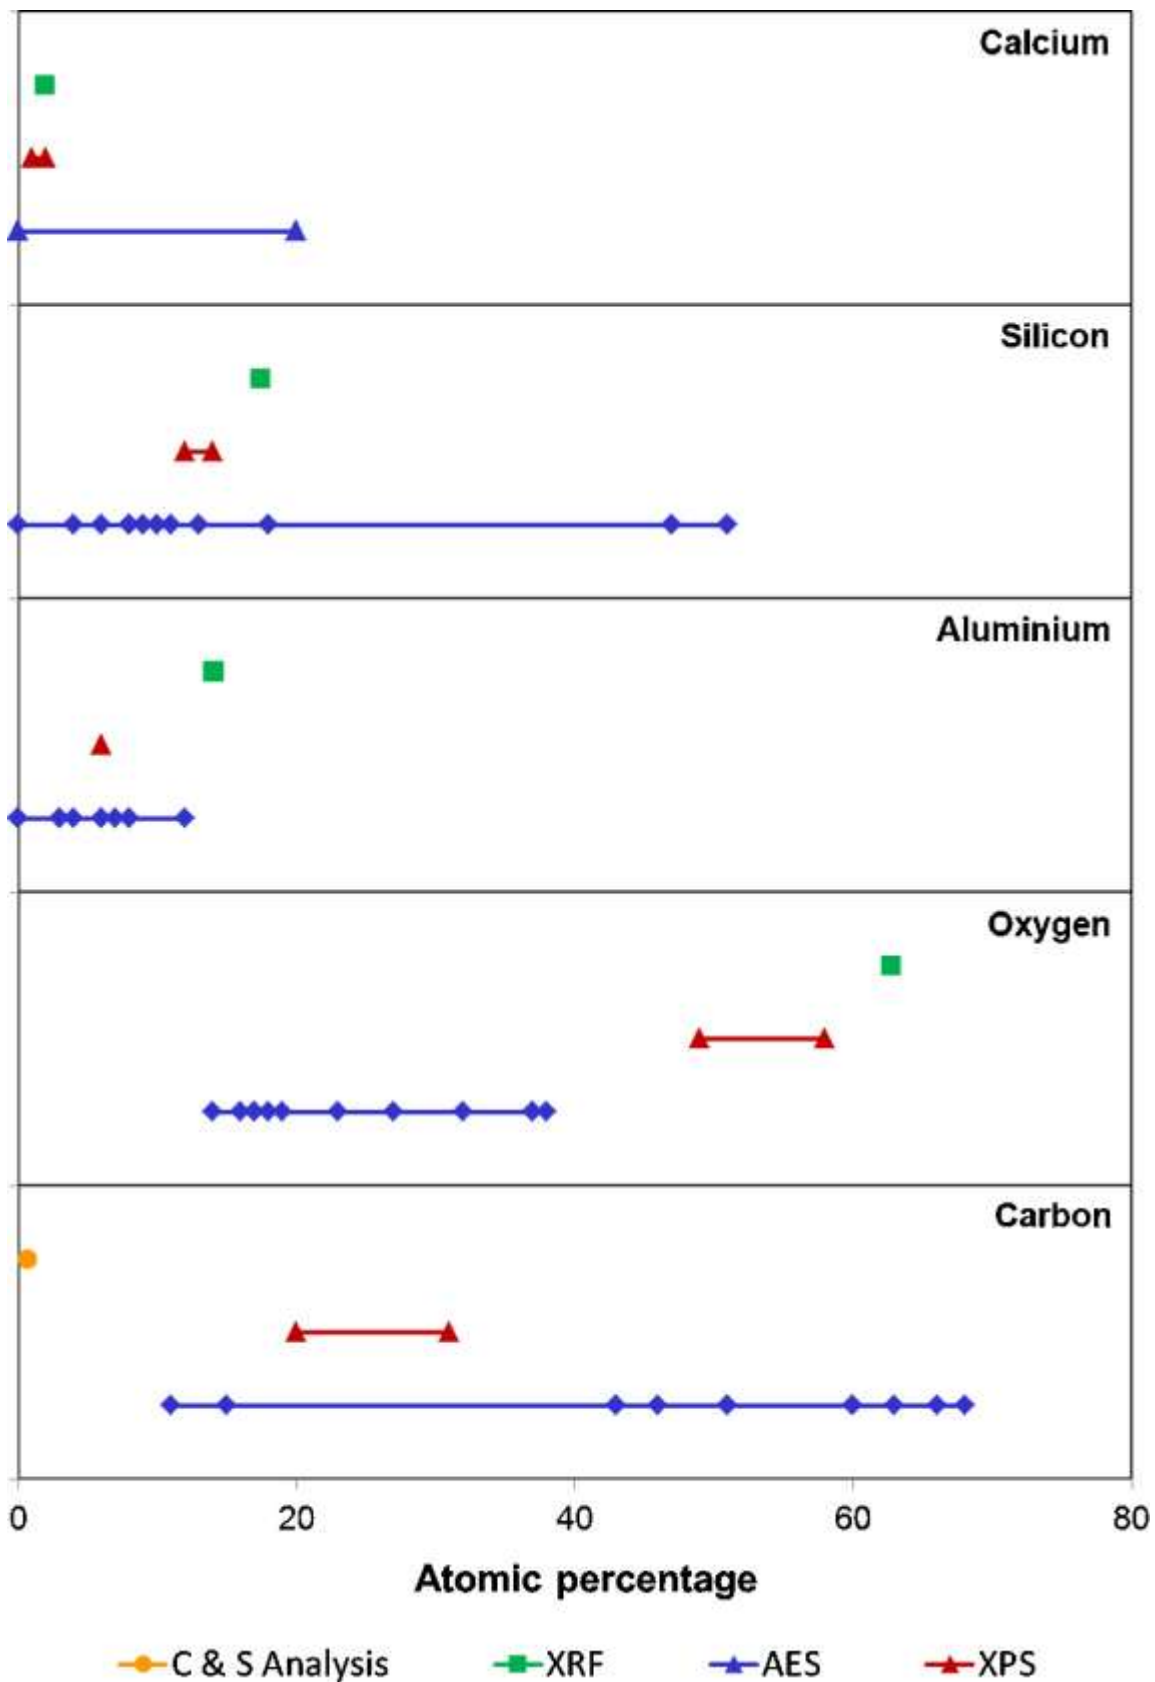 Calcium
Silicon
Aluminium
Oxygen
Carbon
0 20 40 60 80
Atomic percentage
C & S Analysis XRF AES XPS